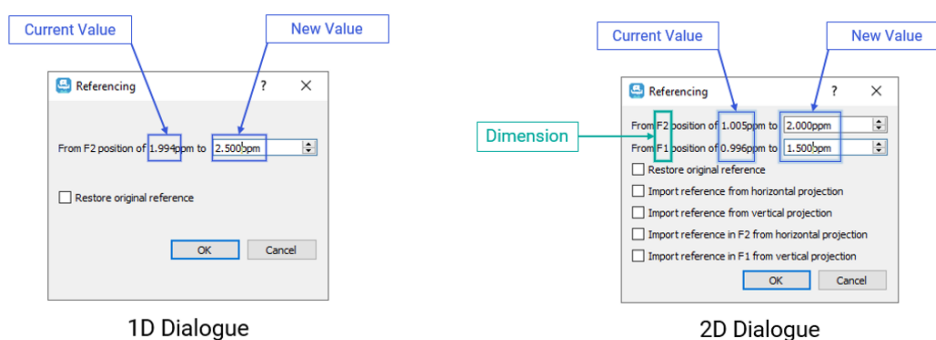 Current Value
New Value
Referencing ? ×
From F2 position of 1.994ppm to 2.500ppm
Restore original reference
OK Cancel
1D Dialogue
Current Value
New Value
Referencing ? ×
Dimension
From F2 position of 1.005ppm to 2.000ppm
From F1 position of 0.996ppm to 1.500ppm
Restore original reference
Import reference from horizontal projection
Import reference from vertical projection
Import reference in F2 from horizontal projection
Import reference in F1 from vertical projection
OK Cancel
2D Dialogue